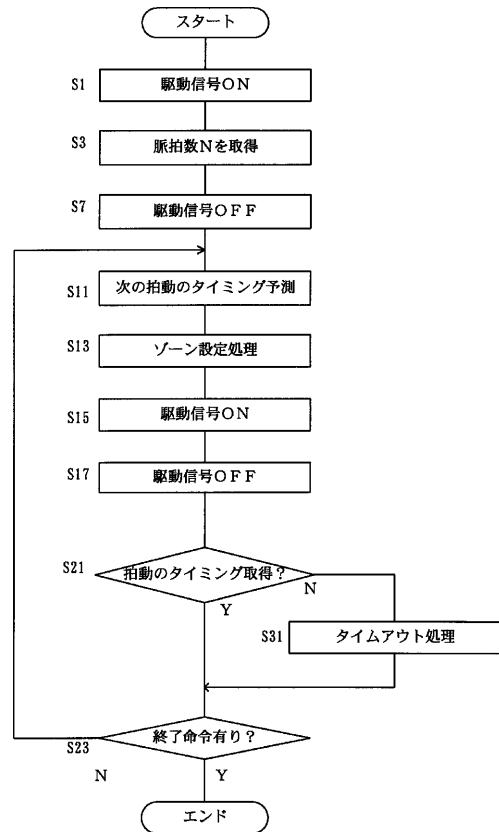 スタート
S1
駆動信号ON
S3
脈拍数Nを取得
S7
駆動信号OFF
S11
次の拍動のタイミング予測
S13
ゾーン設定処理
S15
駆動信号ON
S17
駆動信号OFF
S21
拍動のタイミング取得?
N
Y
S31
タイムアウト処理
S23
終了命令有り?
N
Y
エンド